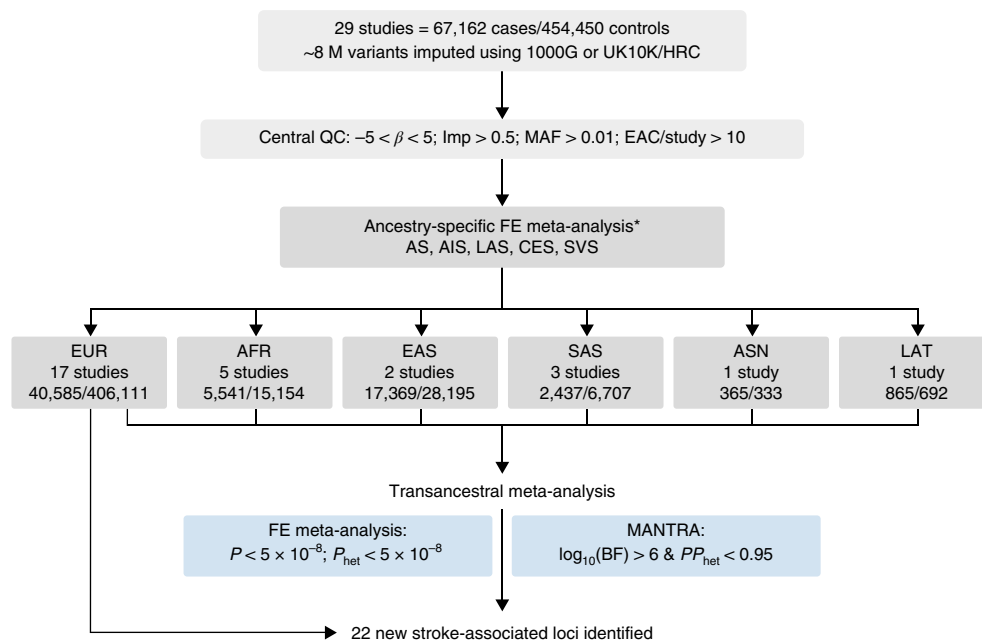 29 studies = 67,162 cases/454,450 controls
~8 M variants imputed using 1000G or UK10K/HRC
Central QC: –5 < β < 5; Imp > 0.5; MAF > 0.01; EAC/study > 10
Ancestry-specific FE meta-analysis*
AS, AIS, LAS, CES, SVS
EUR
17 studies
40,585/406,111
AFR
5 studies
5,541/15,154
EAS
2 studies
17,369/28,195
SAS
3 studies
2,437/6,707
ASN
1 study
365/333
LAT
1 study
865/692
Transancestral meta-analysis
FE meta-analysis:
P < 5 × 10⁻⁸; P_het < 5 × 10⁻⁸
MANTRA:
log₁₀(BF) > 6 & PP_het < 0.95
22 new stroke-associated loci identified